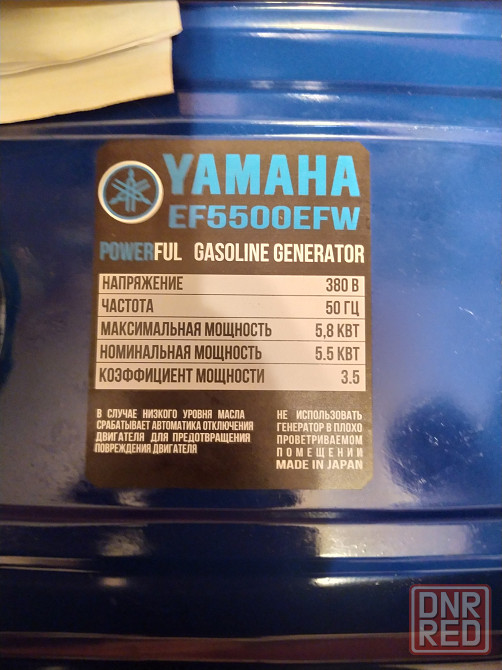 YAMAHA
EF5500EFW
POWERFUL GASOLINE GENERATOR
НАПРЯЖЕНИЕ 380 В
ЧАСТОТА 50 ГЦ
МАКСИМАЛЬНАЯ МОЩНОСТЬ 5,8 КВТ
НОМИНАЛЬНАЯ МОЩНОСТЬ 5.5 КВТ
КОЭФФИЦИЕНТ МОЩНОСТИ 3.5
В СЛУЧАЕ НИЗКОГО УРОВНЯ МАСЛА
СРАБАТЫВАЕТ АВТОМАТИКА ОТКЛЮЧЕНИЯ
ДВИГАТЕЛЯ ДЛЯ ПРЕДОТВРАЩЕНИЯ
ПОВРЕЖДЕНИЯ ДВИГАТЕЛЯ
НЕ ИСПОЛЬЗОВАТЬ
ГЕНЕРАТОР В ПЛОХО
ПРОВЕТРИВАЕМОМ
ПОМЕЩЕНИИ
MADE IN JAPAN
DNR
RED